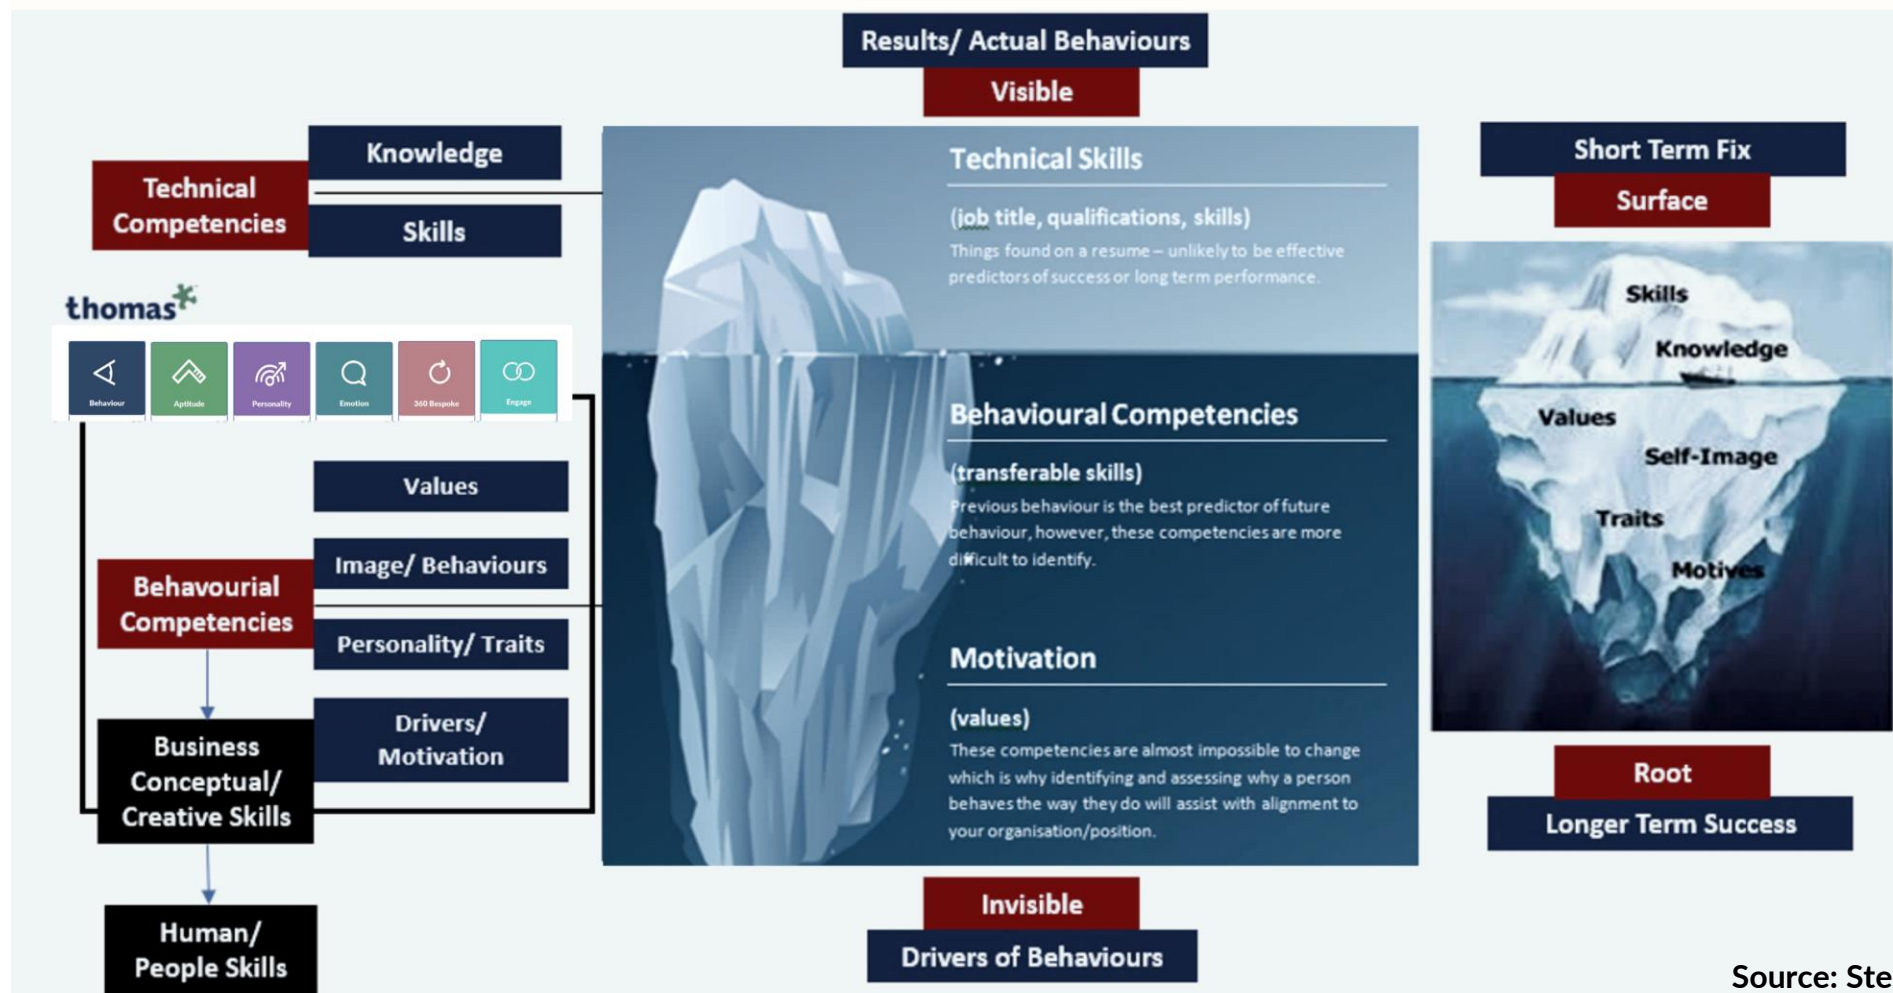 Results/ Actual Behaviours
Visible
Technical
Competencies
Knowledge
Skills
thomas
Behaviour
Aptitude
Personality
Emotion
360 Bespoke
Engage
Values
Image/ Behaviours
Behavourial
Competencies
Personality/ Traits
Drivers/
Motivation
Business
Conceptual/
Creative Skills
Human/
People Skills
Technical Skills
(job title, qualifications, skills)
Things found on a resume – unlikely to be effective
predictors of success or long term performance.
Behavioural Competencies
(transferable skills)
Previous behaviour is the best predictor of future
behaviour, however, these competencies are more
difficult to identify.
Motivation
(values)
These competencies are almost impossible to change
which is why identifying and assessing why a person
behaves the way they do will assist with alignment to
your organisation/position.
Invisible
Drivers of Behaviours
Short Term Fix
Surface
Skills
Knowledge
Values
Self-Image
Traits
Motives
Root
Longer Term Success
Source: Ste